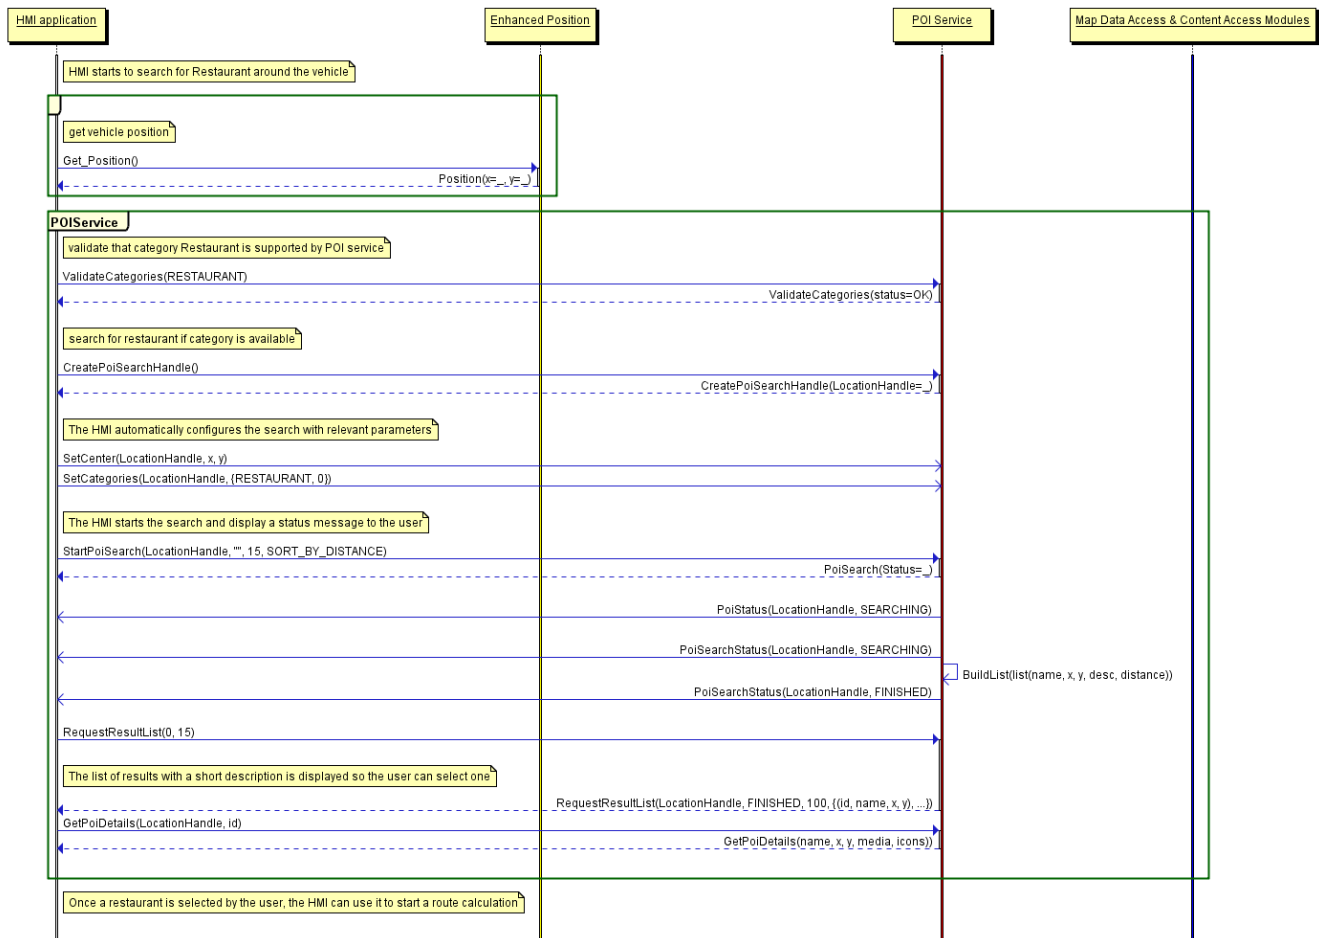 HMI application
Enhanced Position
POI Service
Map Data Access & Content Access Modules
HMI starts to search for Restaurant around the vehicle
get vehicle position
Get_Position()
Position(x=_, y=_)
POIService
validate that category Restaurant is supported by POI service
ValidateCategories(RESTAURANT)
ValidateCategories(status=OK)
search for restaurant if category is available
CreatePoiSearchHandle()
CreatePoiSearchHandle(LocationHandle=_)
The HMI automatically configures the search with relevant parameters
SetCenter(LocationHandle, x, y)
SetCategories(LocationHandle, {RESTAURANT, 0})
The HMI starts the search and display a status message to the user
StartPoiSearch(LocationHandle, "", 15, SORT_BY_DISTANCE)
PoiSearch(Status=_)
PoiStatus(LocationHandle, SEARCHING)
PoiSearchStatus(LocationHandle, SEARCHING)
BuildList(list(name, x, y, desc, distance))
PoiSearchStatus(LocationHandle, FINISHED)
RequestResultList(0, 15)
The list of results with a short description is displayed so the user can select one
RequestResultList(LocationHandle, FINISHED, 100, {(id, name, x, y), ...})
GetPoiDetails(LocationHandle, id)
GetPoiDetails(name, x, y, media, icons))
Once a restaurant is selected by the user, the HMI can use it to start a route calculation